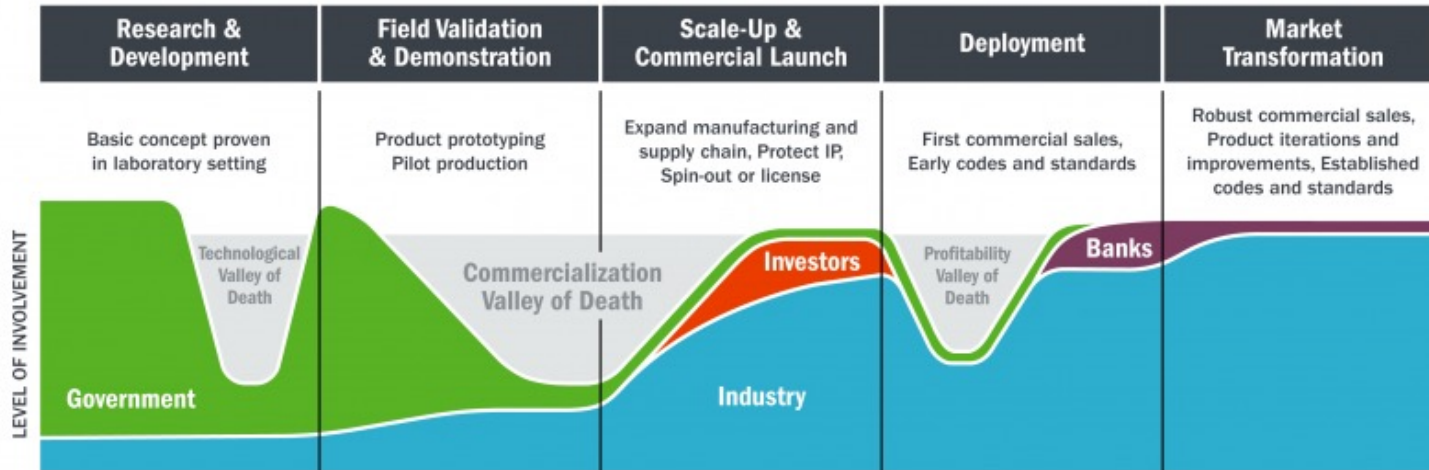 Research &
Development
Field Validation
& Demonstration
Scale-Up &
Commercial Launch
Deployment
Market
Transformation
Basic concept proven
in laboratory setting
Product prototyping
Pilot production
Expand manufacturing and
supply chain, Protect IP,
Spin-out or license
First commercial sales,
Early codes and standards
Robust commercial sales,
Product iterations and
improvements, Established
codes and standards
LEVEL OF INVOLVEMENT
Technological
Valley of
Death
Commercialization
Valley of Death
Investors
Profitability
Valley of
Death
Banks
Government
Industry